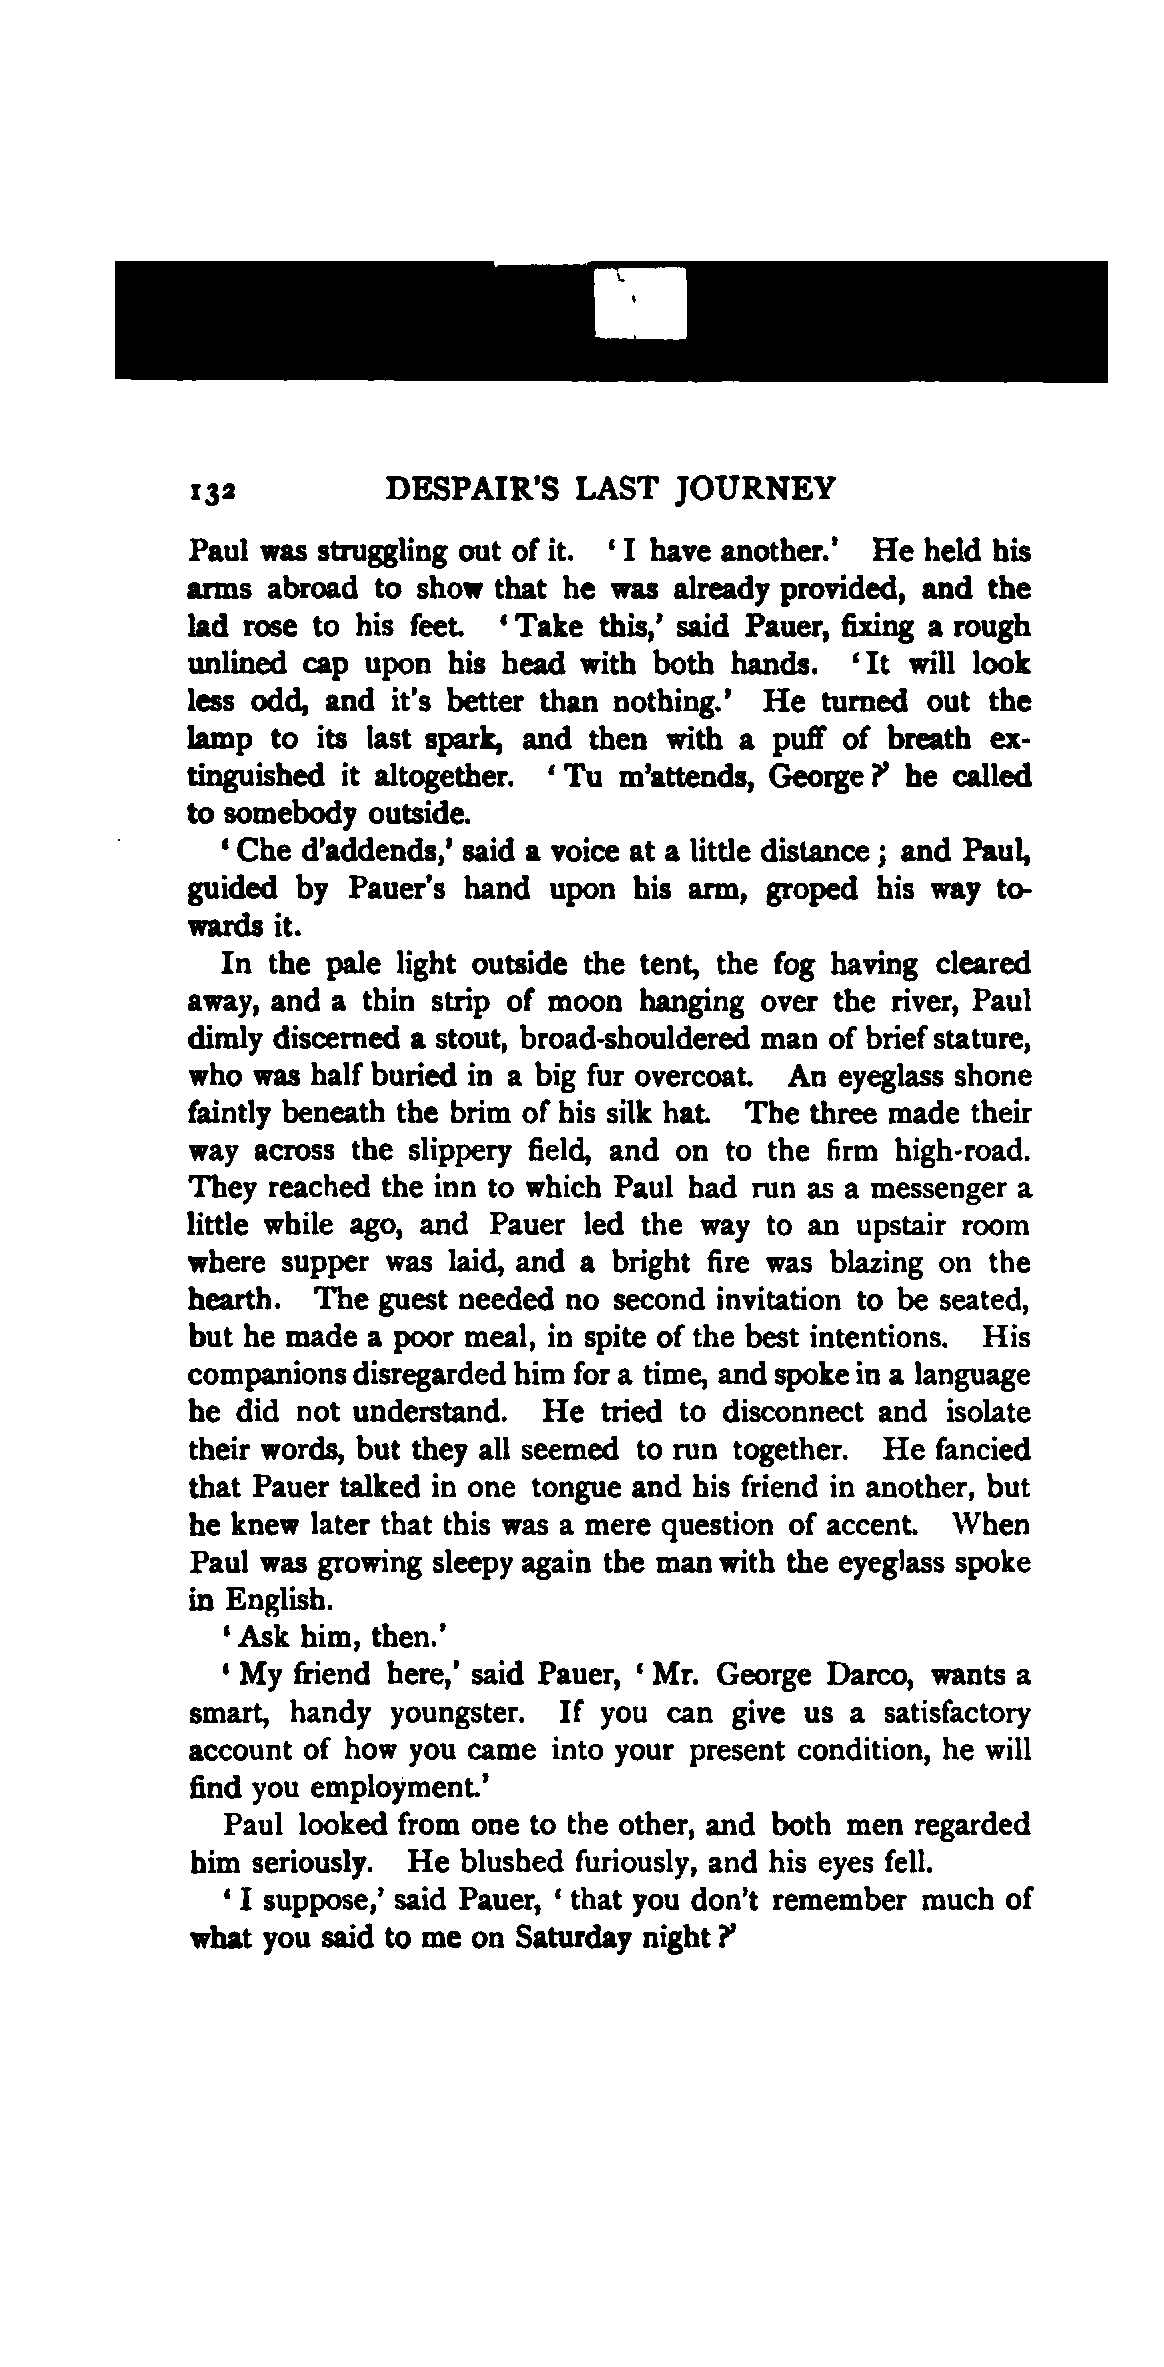 132 DESPAIR'S LAST JOURNEY
Paul was struggling out of it. ‘I have another.’ He held his
arms abroad to show that he was already provided, and the
lad rose to his feet. ‘Take this,’ said Pauer, fixing a rough
unlined cap upon his head with both hands. ‘It will look
less odd, and it's better than nothing.’ He turned out the
lamp to its last spark, and then with a puff of breath ex-
tinguished it altogether. ‘Tu m'attends, George?’ he called
to somebody outside.
‘Che d'addends,’ said a voice at a little distance; and Paul,
guided by Pauer's hand upon his arm, groped his way to-
wards it.
In the pale light outside the tent, the fog having cleared
away, and a thin strip of moon hanging over the river, Paul
dimly discerned a stout, broad-shouldered man of brief stature,
who was half buried in a big fur overcoat. An eyeglass shone
faintly beneath the brim of his silk hat. The three made their
way across the slippery field, and on to the firm high-road.
They reached the inn to which Paul had run as a messenger a
little while ago, and Pauer led the way to an upstair room
where supper was laid, and a bright fire was blazing on the
hearth. The guest needed no second invitation to be seated,
but he made a poor meal, in spite of the best intentions. His
companions disregarded him for a time, and spoke in a language
he did not understand. He tried to disconnect and isolate
their words, but they all seemed to run together. He fancied
that Pauer talked in one tongue and his friend in another, but
he knew later that this was a mere question of accent. When
Paul was growing sleepy again the man with the eyeglass spoke
in English.
‘Ask him, then.’
‘My friend here,’ said Pauer, ‘Mr. George Darco, wants a
smart, handy youngster. If you can give us a satisfactory
account of how you came into your present condition, he will
find you employment.’
Paul looked from one to the other, and both men regarded
him seriously. He blushed furiously, and his eyes fell.
‘I suppose,’ said Pauer, ‘that you don't remember much of
what you said to me on Saturday night?’